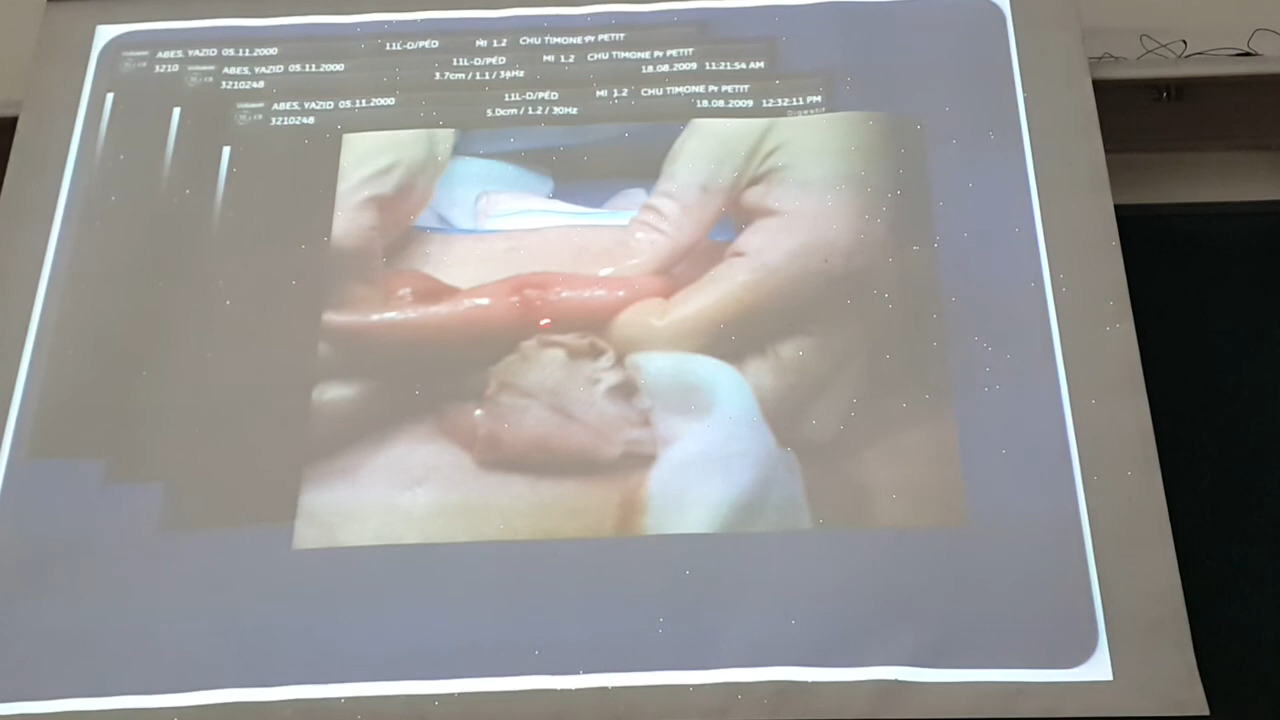 ABES, YAZID 05.11.2000 11L-D/PÉD MI 1.2 CHU TIMONE Pr PETIT
3210
ABES, YAZID 05.11.2000 11L-D/PÉD MI 1.2 CHU TIMONE Pr PETIT
3210248 3.7cm / 1.1 / 34Hz 18.08.2009 11:21:54 AM
ABES, YAZID 05.11.2000 11L-D/PÉD MI 1.2 CHU TIMONE Pr PETIT
3210248 5.0cm / 1.2 / 30Hz 18.08.2009 12:32:11 PM
Digestif